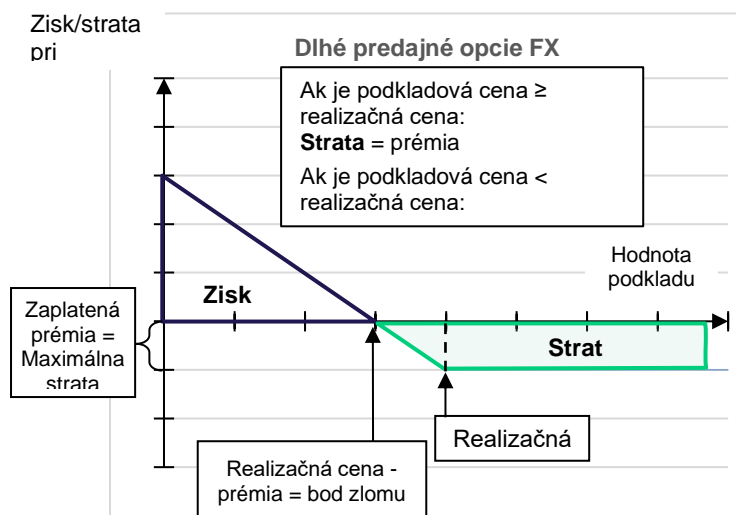 Zisk/strata
pri
Dlhé predajné opcie FX
Ak je podkladová cena ≥
realizačná cena:
Strata = prémia
Ak je podkladová cena <
realizačná cena:
Hodnota
podkladu
Zisk
Zaplatená
prémia =
Maximálna
strata
Strat
Realizačná
Realizačná cena -
prémia = bod zlomu